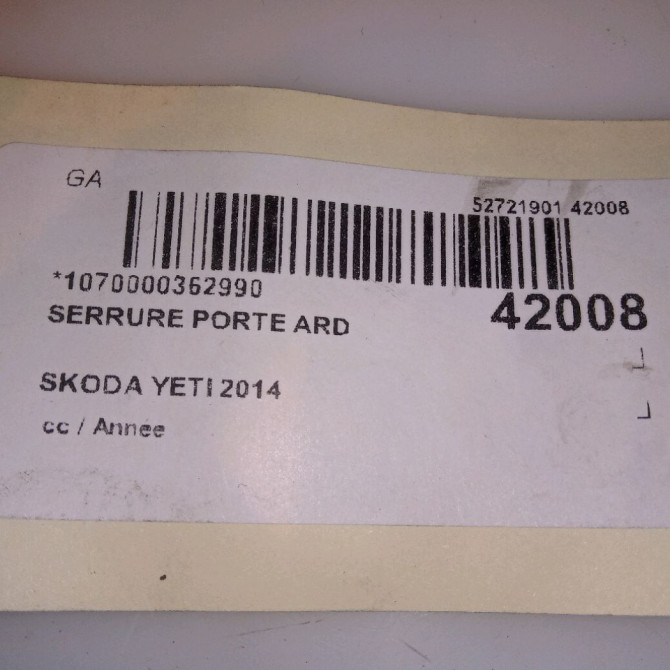 GA
52721901 42008
*1070000362990
42008
SERRURE PORTE ARD
SKODA YETI 2014
cc / Année